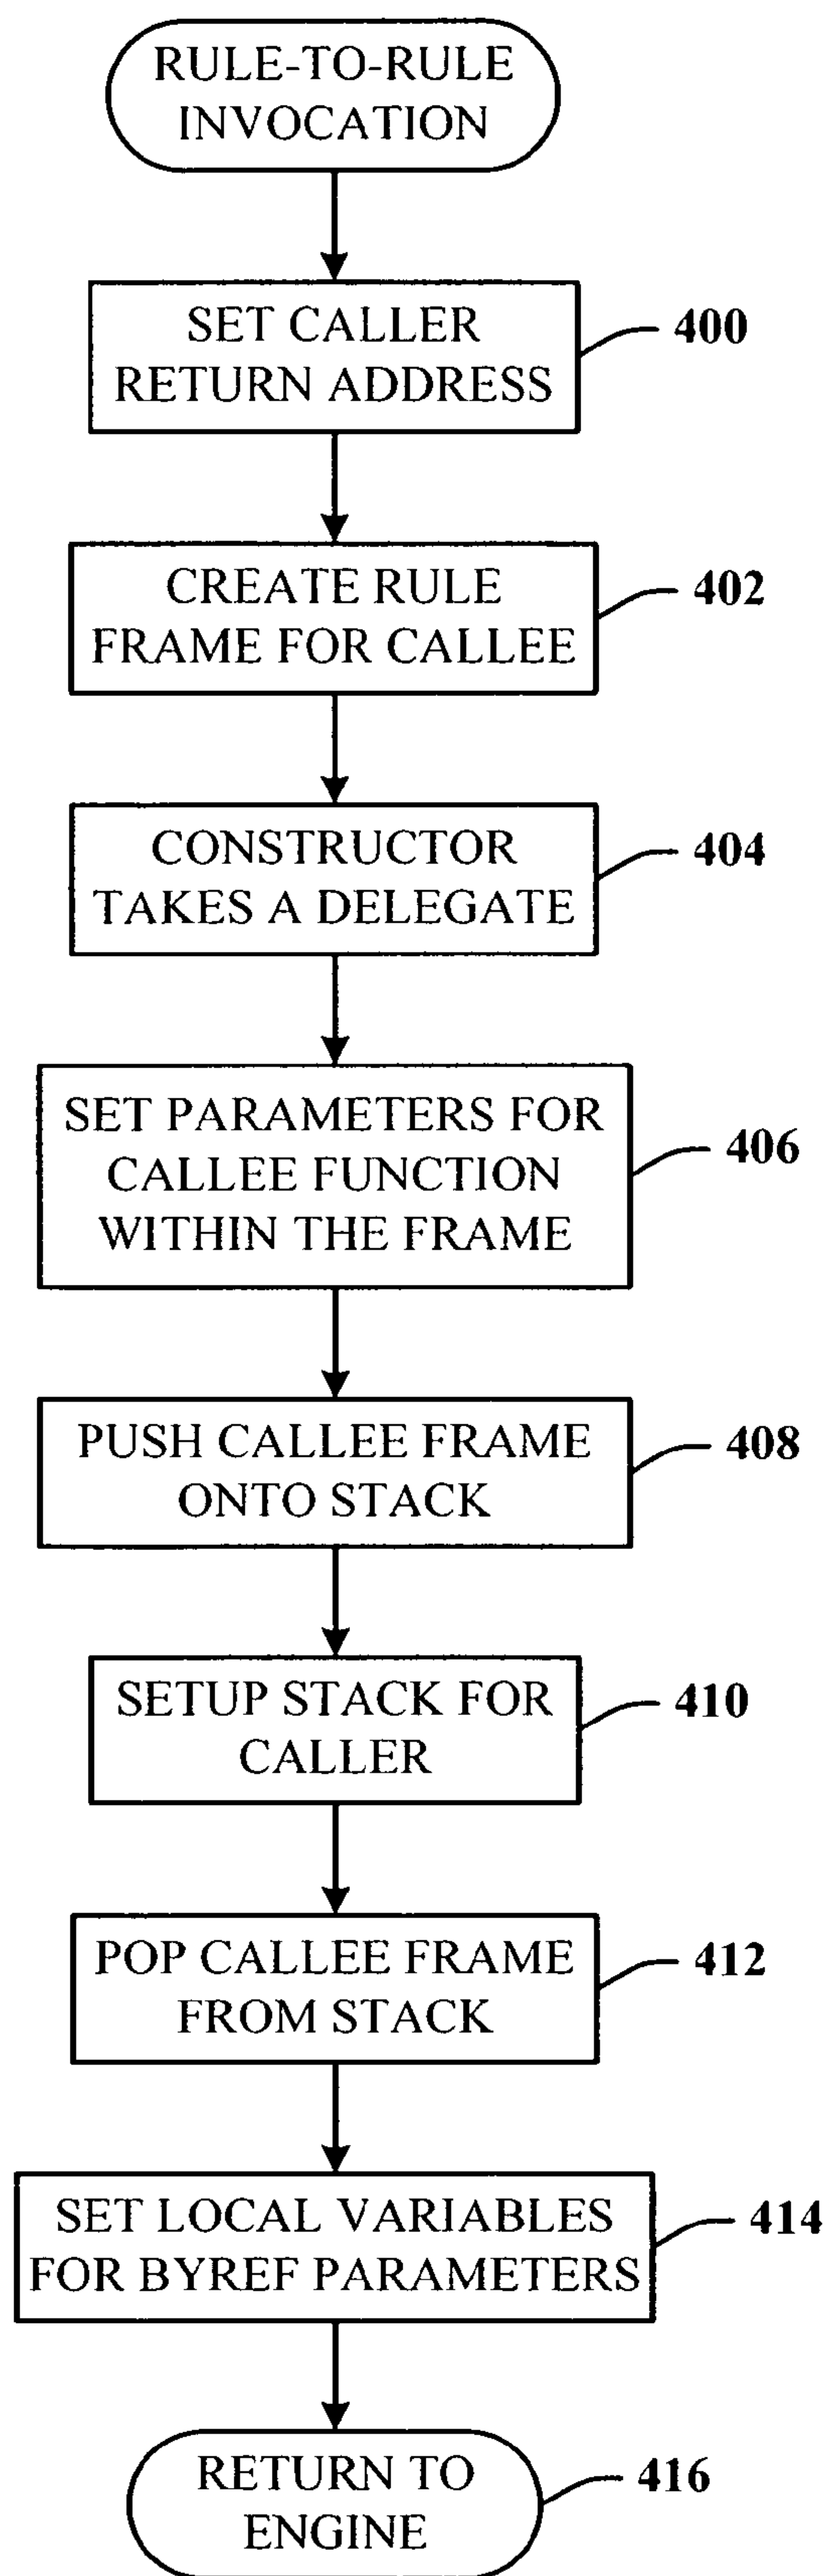 RULE-TO-RULE
INVOCATION
SET CALLER
RETURN ADDRESS
400
CREATE RULE
FRAME FOR CALLEE
402
CONSTRUCTOR
TAKES A DELEGATE
404
SET PARAMETERS FOR
CALLEE FUNCTION
WITHIN THE FRAME
406
PUSH CALLEE FRAME
ONTO STACK
408
SETUP STACK FOR
CALLER
410
POP CALLEE FRAME
FROM STACK
412
SET LOCAL VARIABLES
FOR BYREF PARAMETERS
414
RETURN TO
ENGINE
416